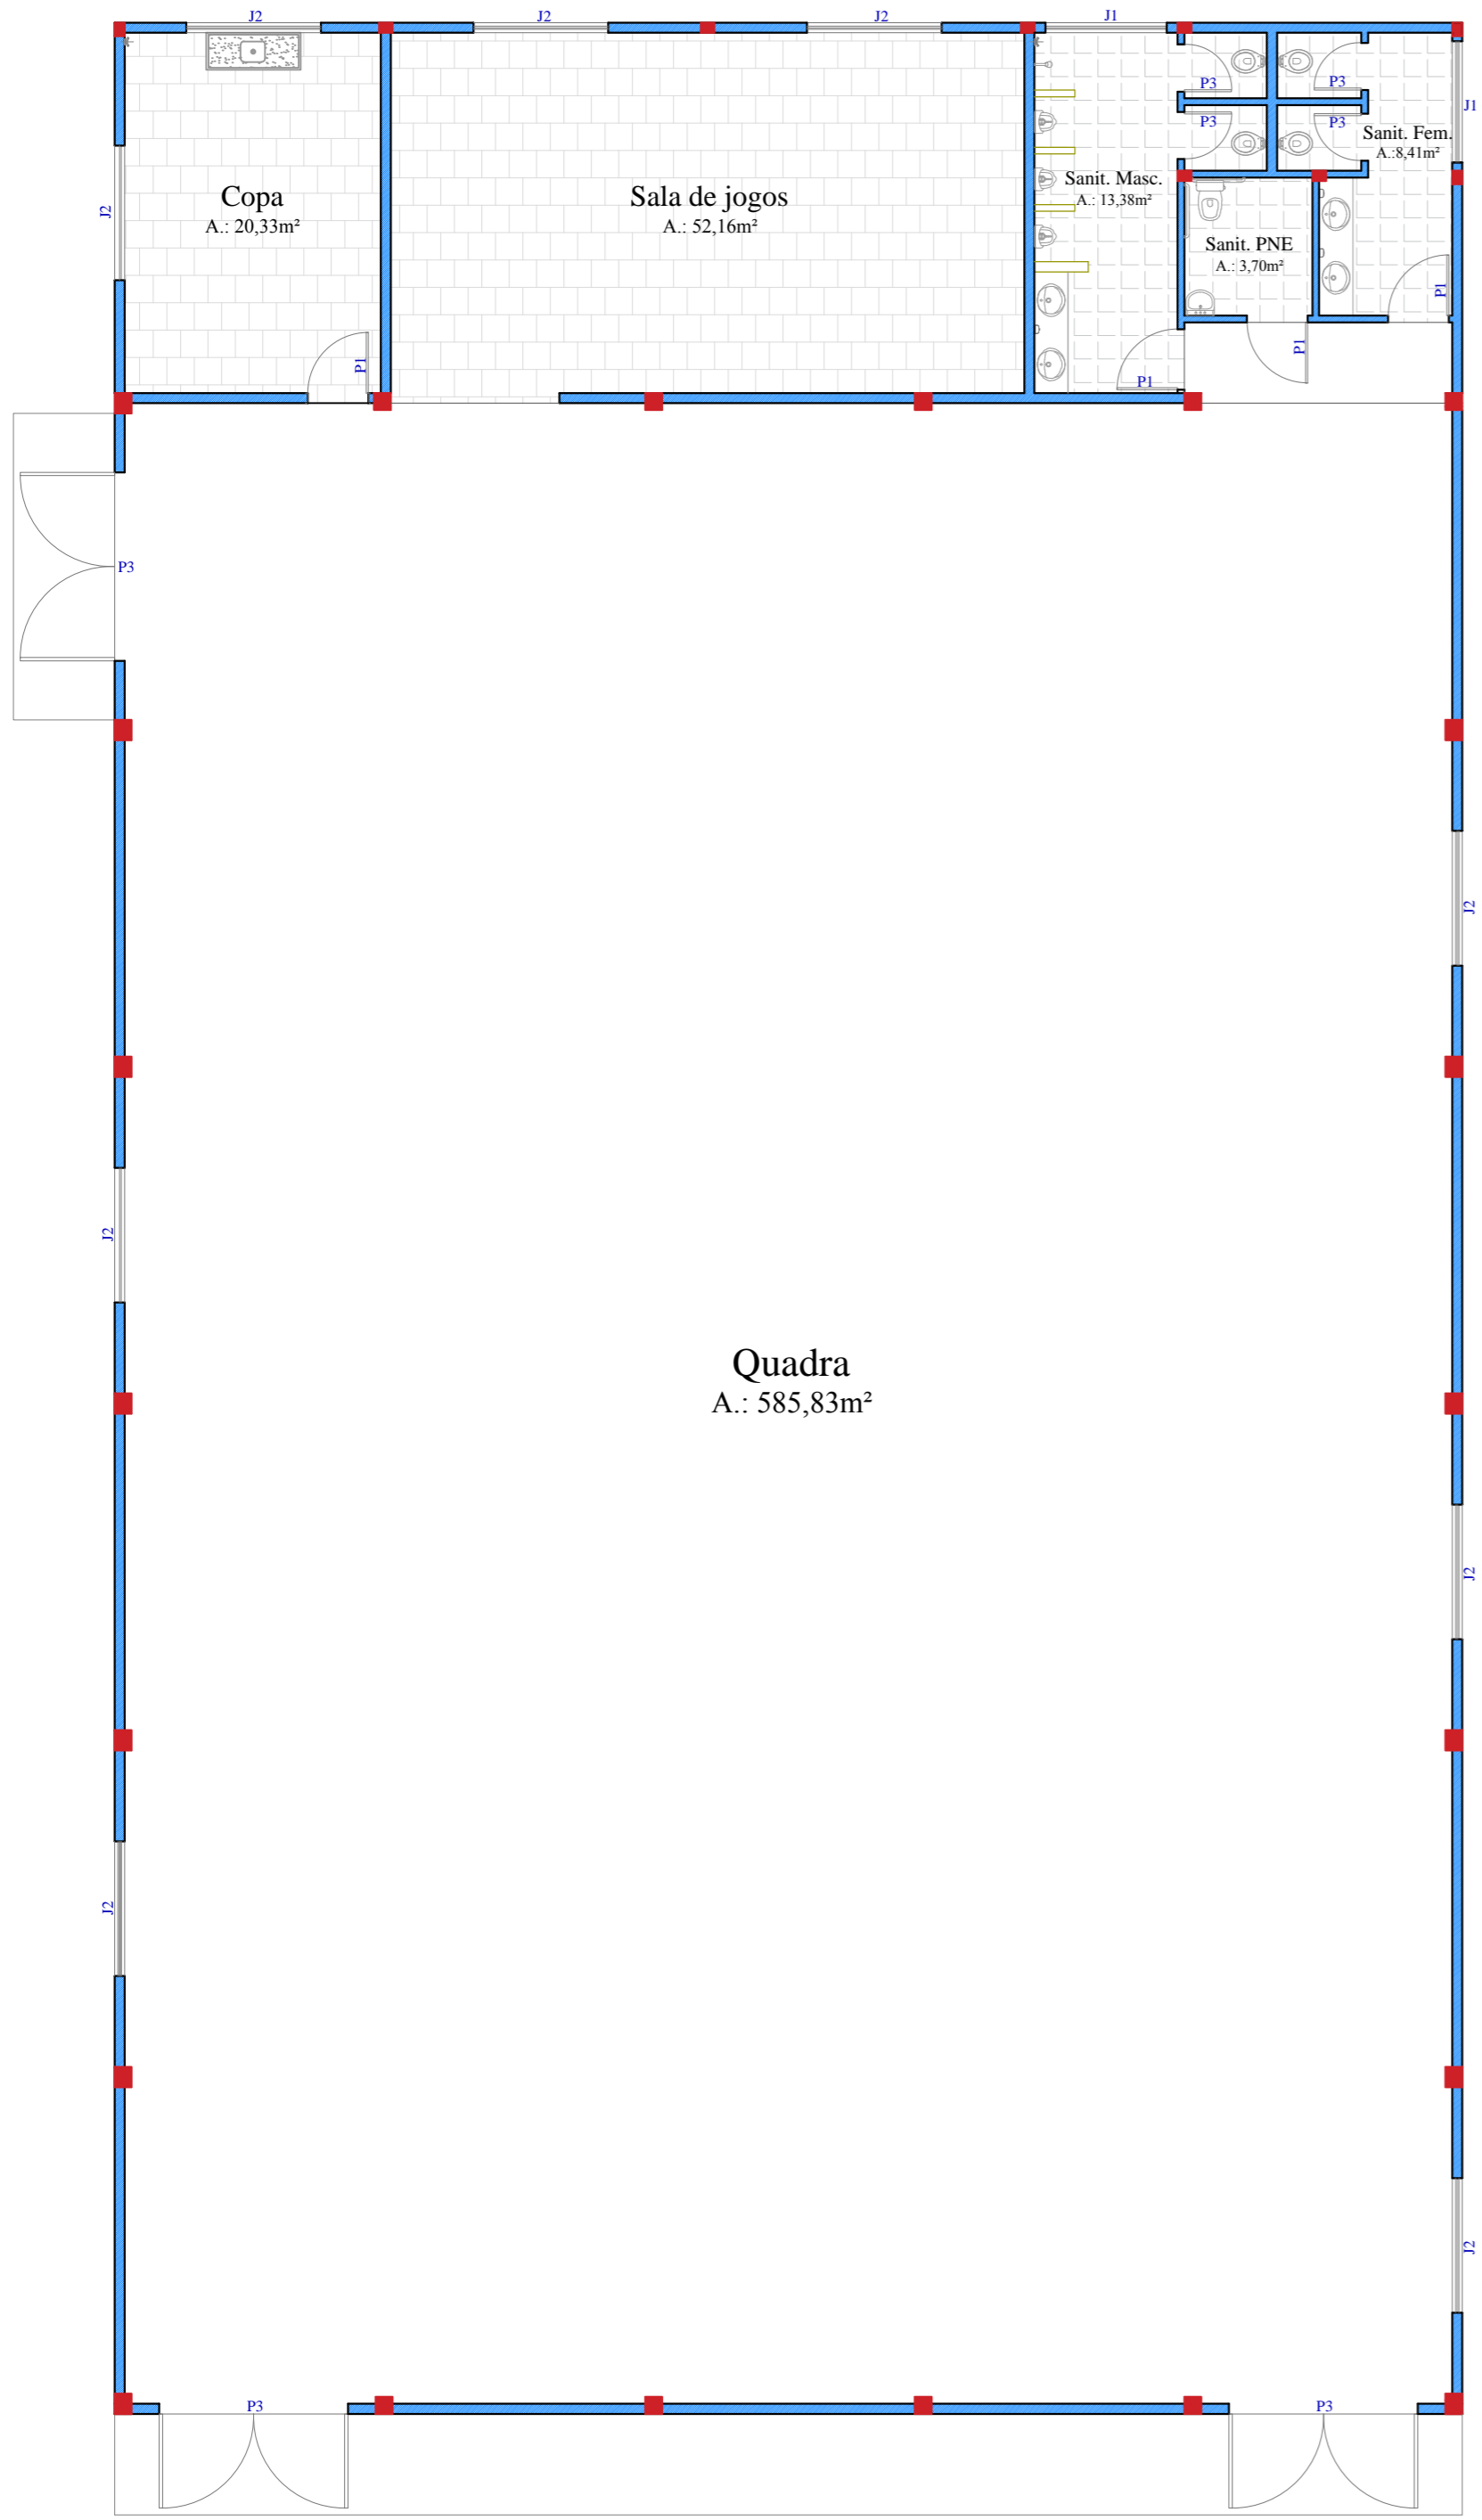 J2
J2
J2
J1
P3
P3
J1
P3
P3
Sanit. Fem.
A.:8,41m²
Sanit. Masc.
A.: 13,38m²
Copa
A.: 20,33m²
Sala de jogos
A.: 52,16m²
J2
Sanit. PNE
A.: 3,70m²
P1
P1
P1
P1
P3
J2
J2
Quadra
A.: 585,83m²
J2
J2
J2
P3
P3